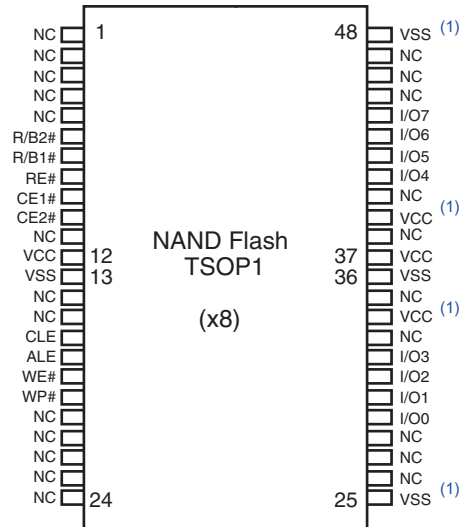 NC 1 48 VSS (1)
NC NC
NC NC
NC NC
NC I/O7
R/B2# I/O6
R/B1# I/O5
RE# I/O4
CE1# NC
CE2# VCC (1)
NC NC
VCC 12 37 VCC
VSS 13 36 VSS
NC NC
NC VCC (1)
CLE NC
ALE I/O3
WE# I/O2
WP# I/O1
NC I/O0
NC NC
NC NC
NC NC
NC 24 25 VSS (1)
NAND Flash
TSOP1
(x8)